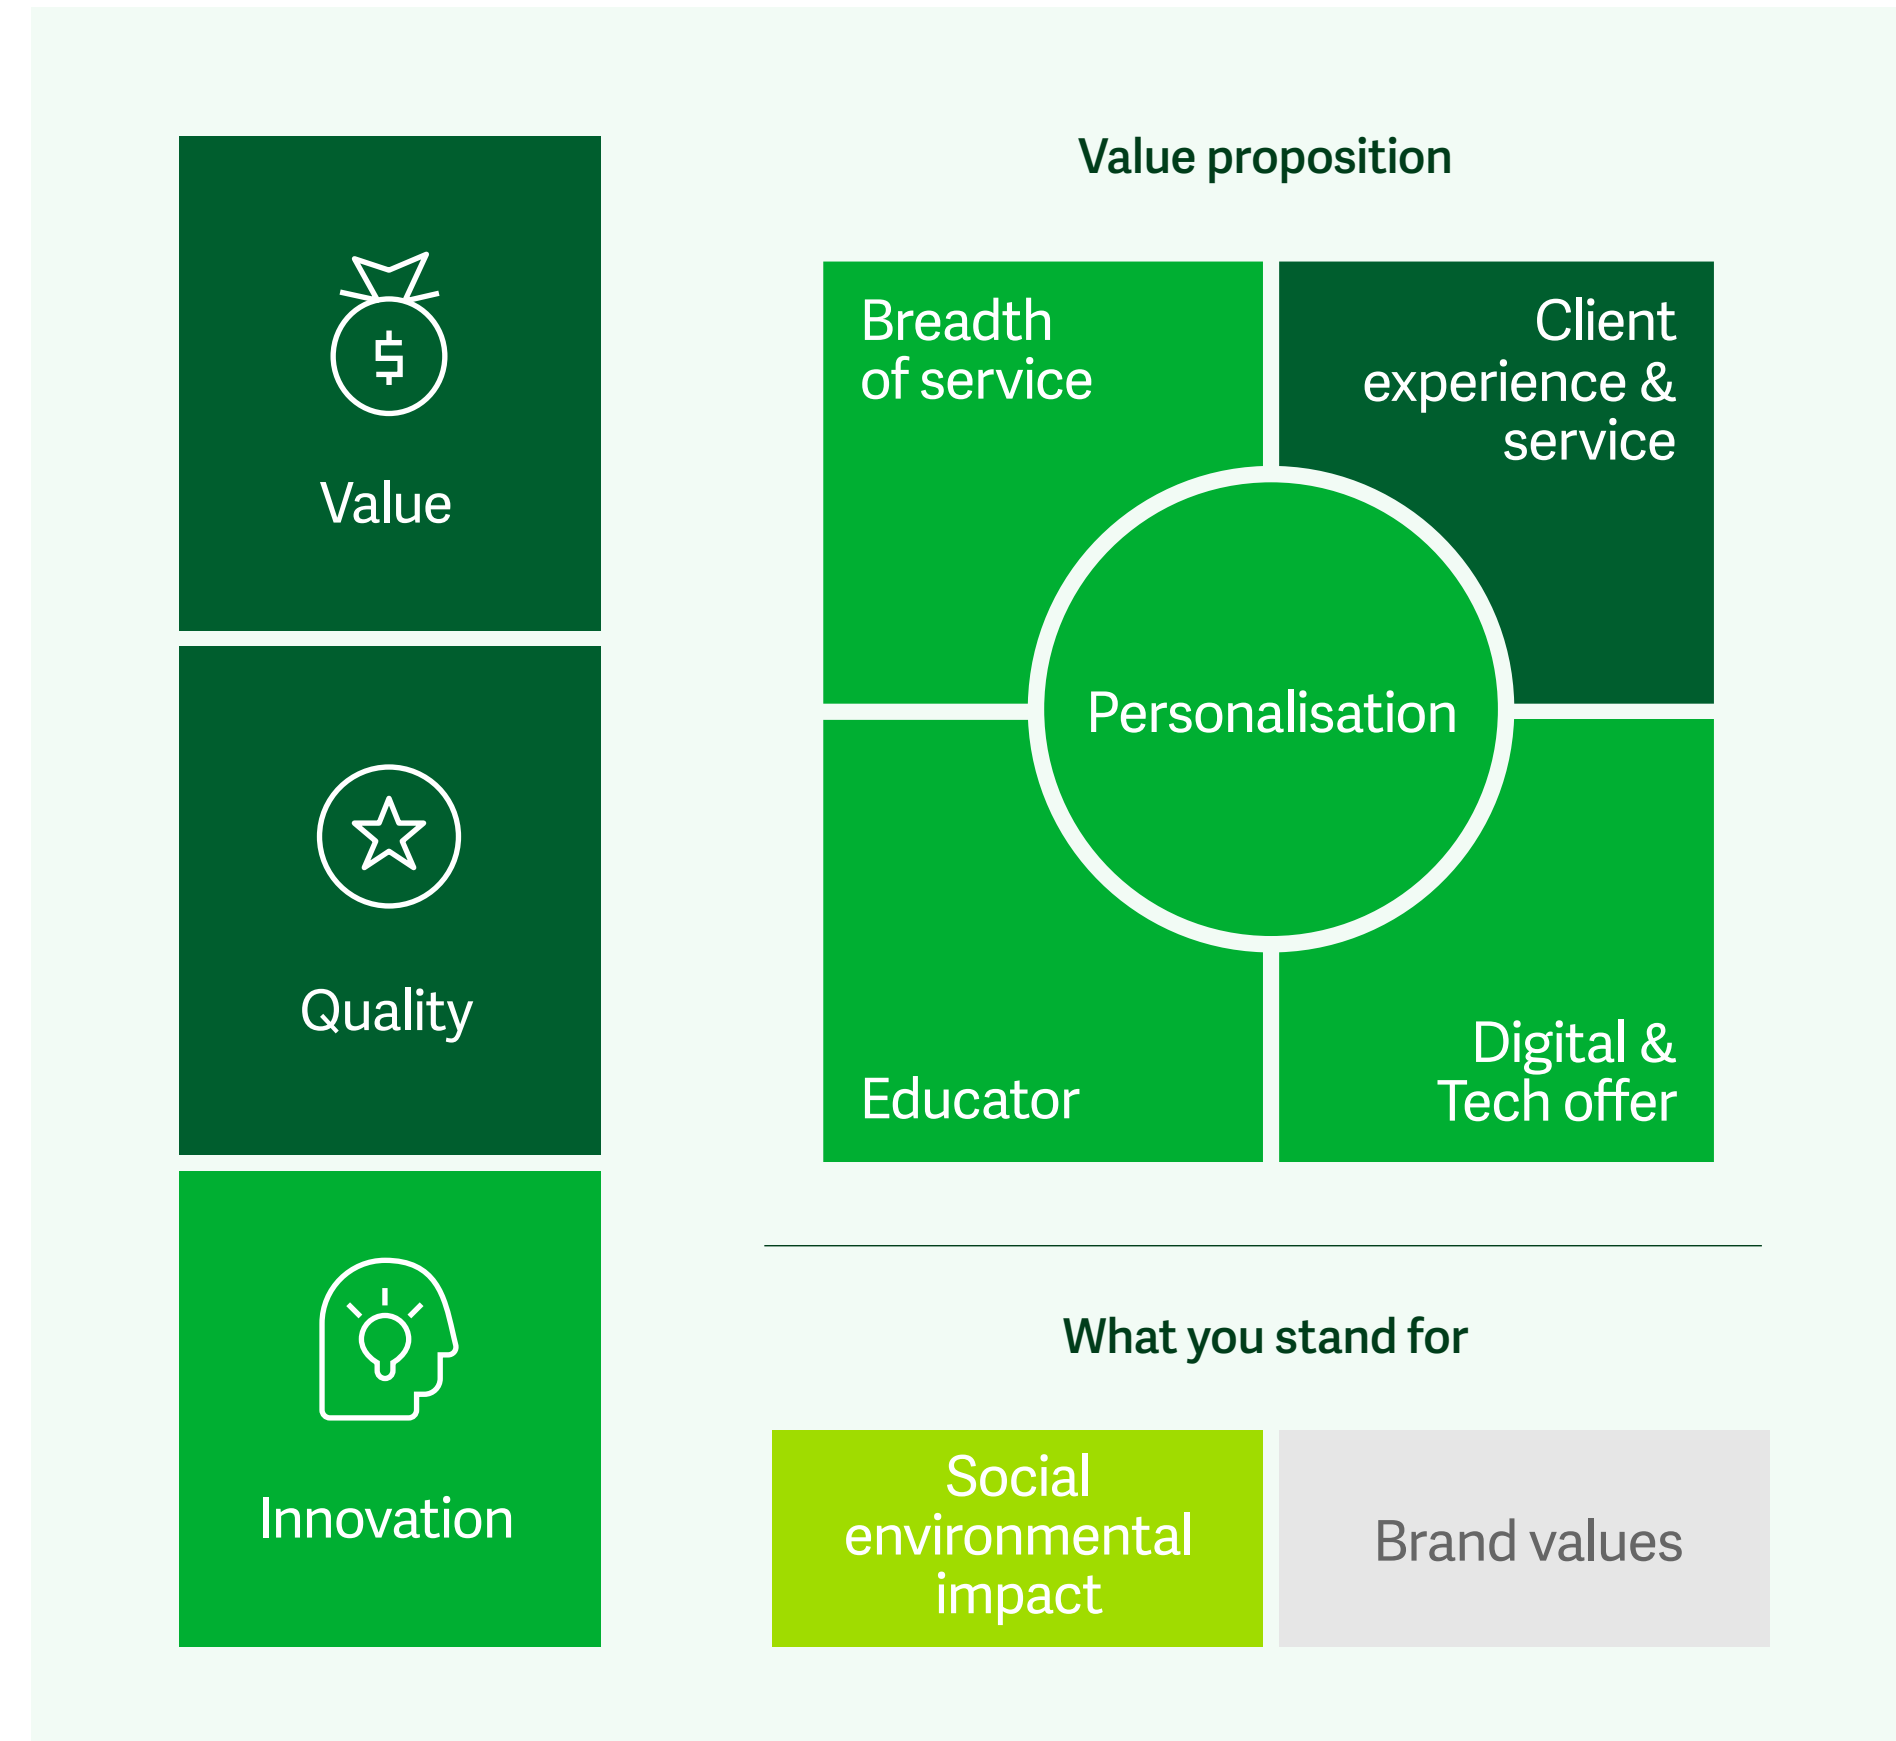 Value
Quality
Innovation
Value proposition
Breadth
of service
Client
experience &
service
Personalisation
Educator
Digital &
Tech offer
What you stand for
Social
environmental
impact
Brand values